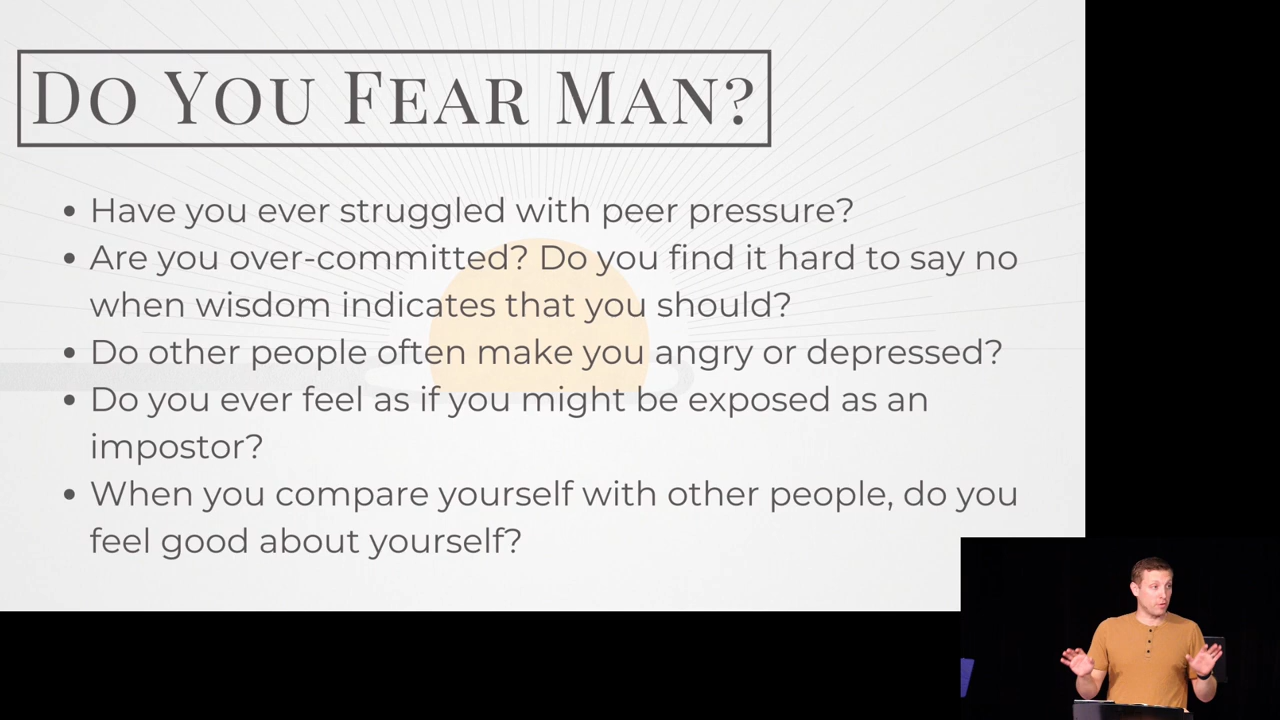 Do You Fear Man?
• Have you ever struggled with peer pressure?
• Are you over-committed? Do you find it hard to say no
when wisdom indicates that you should?
• Do other people often make you angry or depressed?
• Do you ever feel as if you might be exposed as an
impostor?
• When you compare yourself with other people, do you
feel good about yourself?